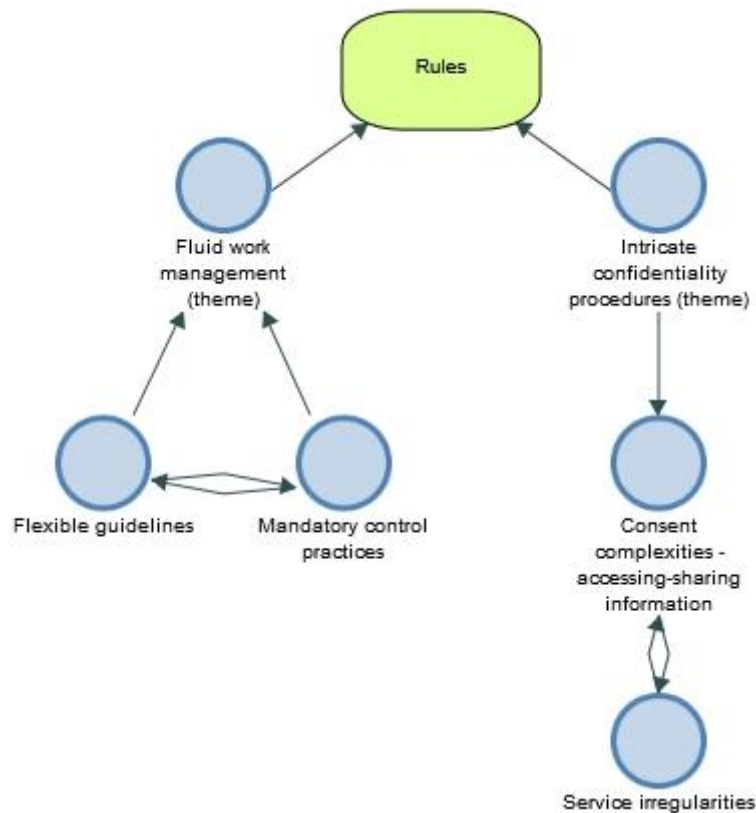 Rules
Fluid work
management
(theme)
Intricate
confidentiality
procedures (theme)
Flexible guidelines
Mandatory control
practices
Consent
complexities -
accessing-sharing
information
Service irregularities